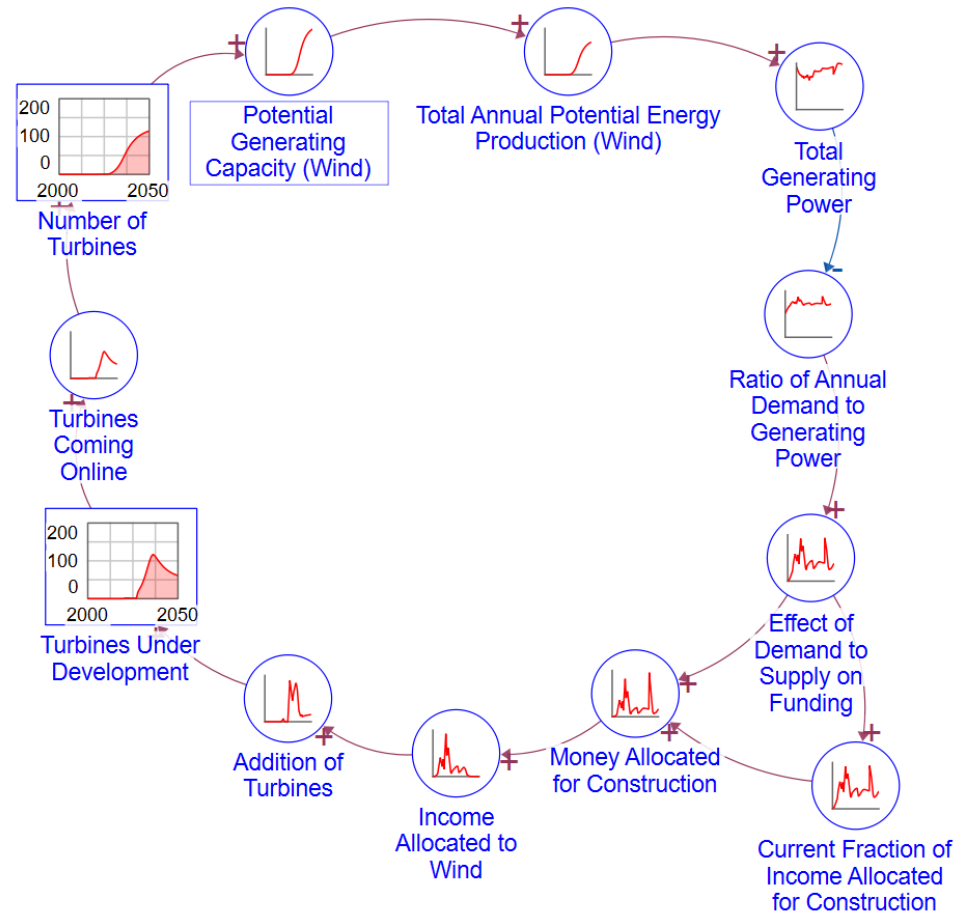 +
+
+
200
100
0
2000 2050
Number of
Turbines
Potential
Generating
Capacity (Wind)
Total Annual Potential Energy
Production (Wind)
Total
Generating
Power
-
Ratio of Annual
Demand to
Generating
Power
+
Effect of
Demand to
Supply on
Funding
+
+
Current Fraction of
Income Allocated
for Construction
+
Money Allocated
for Construction
+
Income
Allocated to
Wind
+
Addition of
Turbines
+
200
100
0
2000 2050
Turbines Under
Development
+
Turbines
Coming
Online
+